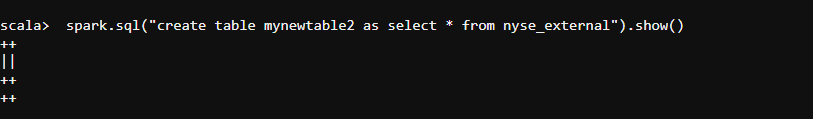 scala> spark.sql("create table mynewtable2 as select * from nyse_external").show()
++
||
++
++